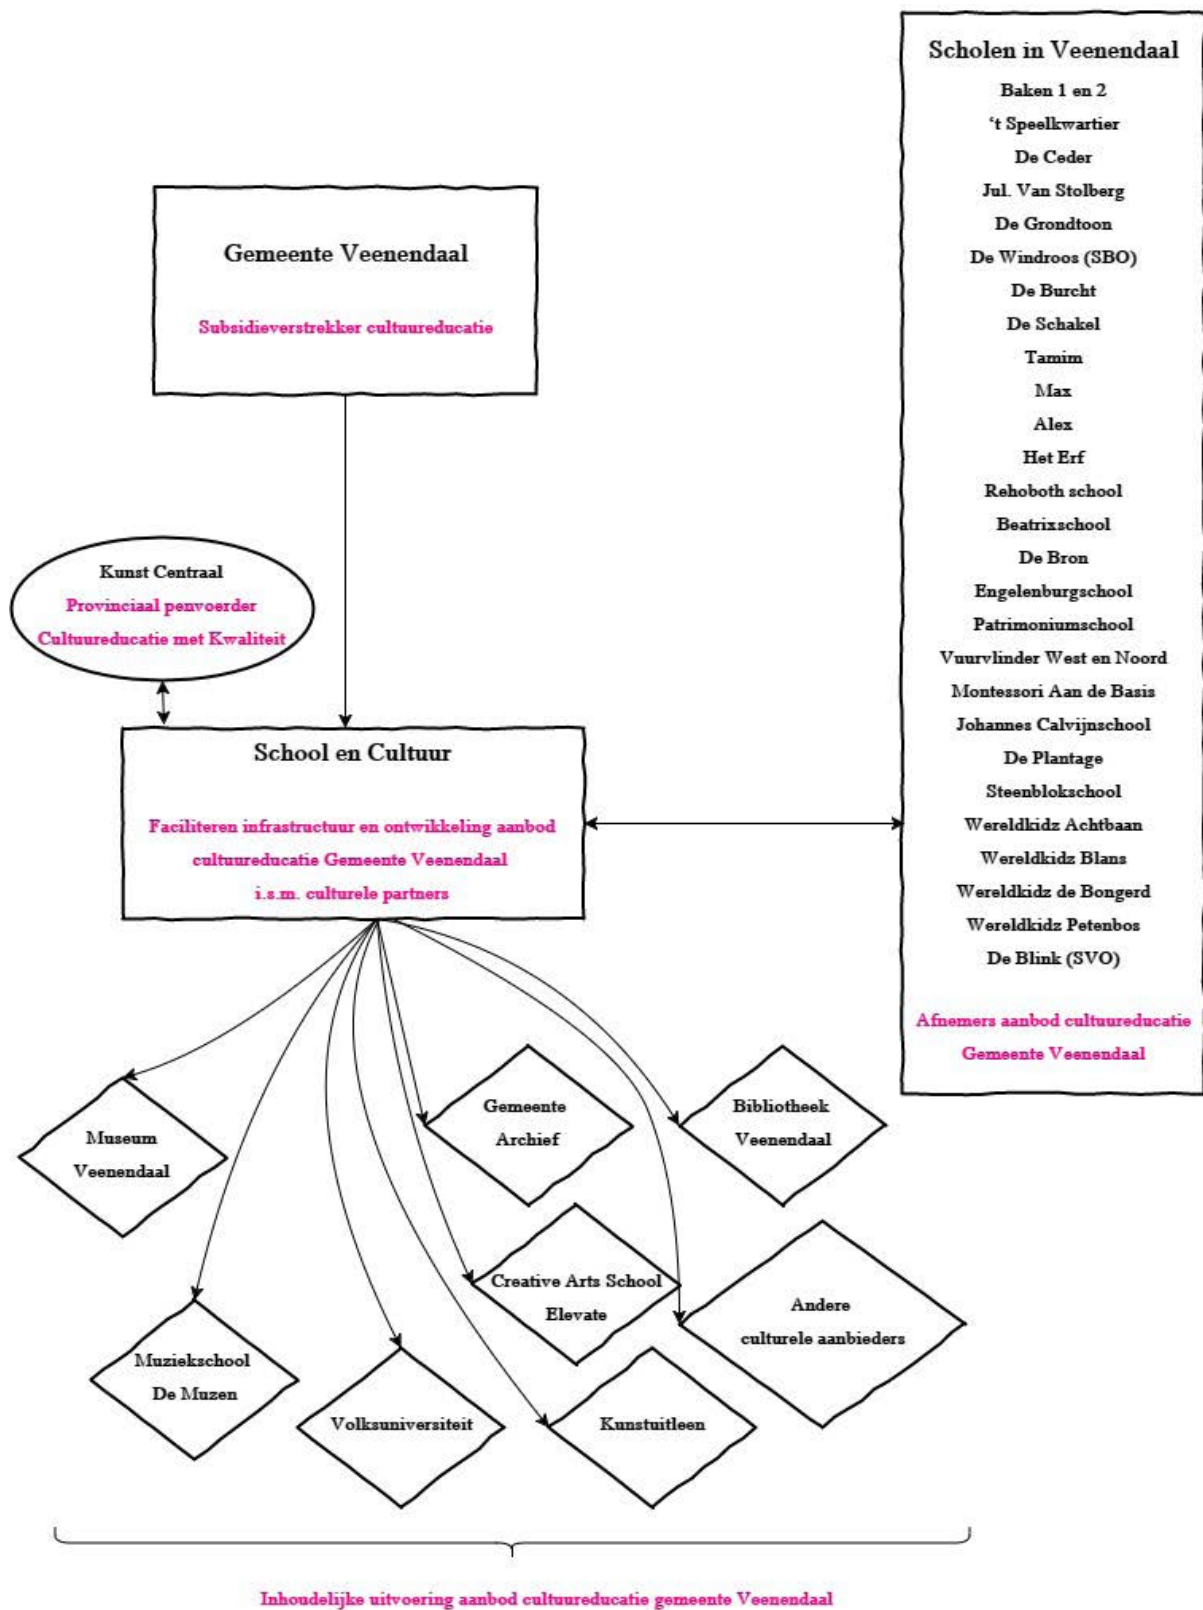 Gemeente Veenendaal
Subsidieverstrekker cultuureducatie
Kunst Centraal
Provinciaal penvoerder
Cultuureducatie met Kwaliteit
School en Cultuur
Faciliteren infrastructuur en ontwikkeling aanbod
cultuureducatie Gemeente Veenendaal
i.s.m. culturele partners
Scholen in Veenendaal
Baken 1 en 2
‘t Speelkwartier
De Ceder
Jul. Van Stolberg
De Grondtoon
De Windroos (SBO)
De Burcht
De Schakel
Tamim
Max
Alex
Het Erf
Rehoboth school
Beatrixschool
De Bron
Engelenburgschool
Patrimoniumschool
Vuurvlinder West en Noord
Montessori Aan de Basis
Johannes Calvijnschool
De Plantage
Steenblokschool
Wereldkidz Achtbaan
Wereldkidz Blans
Wereldkidz de Bongerd
Wereldkidz Petenbos
De Blink (SVO)
Afnemers aanbod cultuureducatie
Gemeente Veenendaal
Museum
Veenendaal
Gemeente
Archief
Bibliotheek
Veenendaal
Muziekschool
De Muzen
Creative Arts School
Elevate
Andere
culturele aanbieders
Volksuniversiteit
Kunstuitleen
Inhoudelijke uitvoering aanbod cultuureducatie gemeente Veenendaal